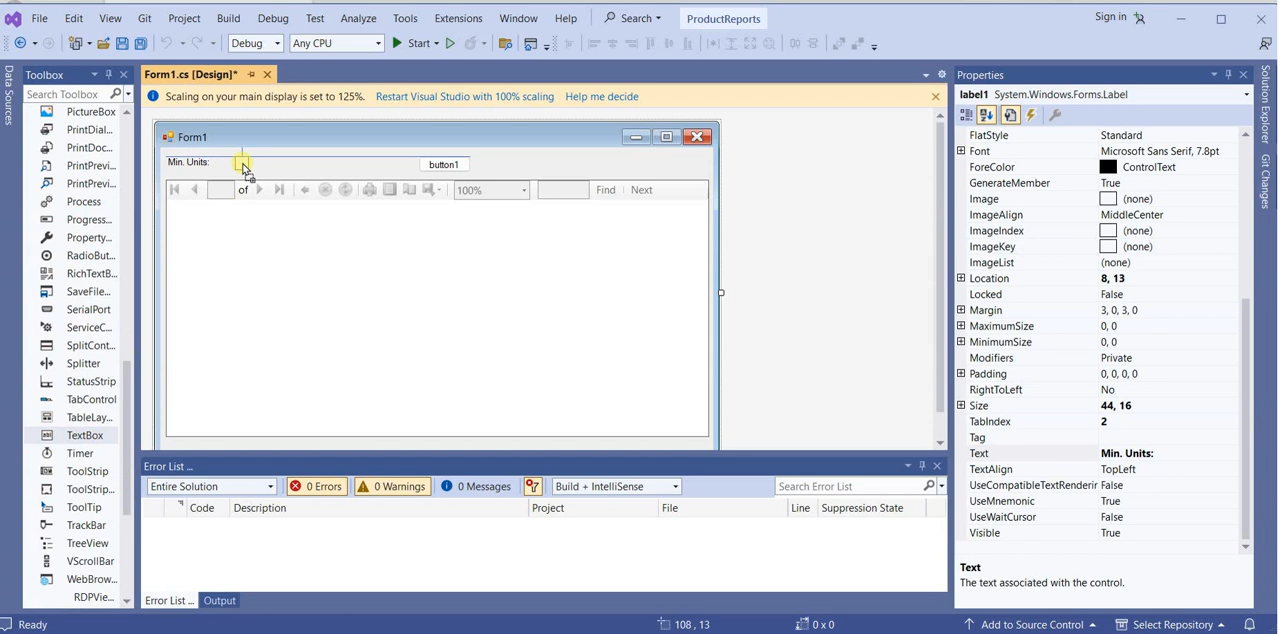 File Edit View Git Project Build Debug Test Analyze Tools Extensions Window Help Search ProductReports Sign in
Debug Any CPU Start
Data Sources
Toolbox
Search Toolbox
PictureBox
PrintDial...
PrintDoc...
PrintPrevi...
PrintPrevi...
Process
Progress...
Property...
RadioBut...
RichTextB...
SaveFile...
SerialPort
ServiceC...
SplitCont...
Splitter
StatusStrip
TabControl
TableLay...
TextBox
Timer
ToolStrip
ToolStrip...
ToolTip
TrackBar
TreeView
VScrollBar
WebBrow...
RDPVie...
Form1.cs [Design]*
Scaling on your main display is set to 125%. Restart Visual Studio with 100% scaling Help me decide
Form1
Min. Units: button1
of 100% Find Next
Error List ...
Entire Solution 0 Errors 0 Warnings 0 Messages Build + IntelliSense Search Error List
Code Description Project File Line Suppression State
Error List ... Output
Properties
label1 System.Windows.Forms.Label
FlatStyle Standard
Font Microsoft Sans Serif, 7.8pt
ForeColor ControlText
GenerateMember True
Image (none)
ImageAlign MiddleCenter
ImageIndex (none)
ImageKey (none)
ImageList (none)
Location 8, 13
Locked False
Margin 3, 0, 3, 0
MaximumSize 0, 0
MinimumSize 0, 0
Modifiers Private
Padding 0, 0, 0, 0
RightToLeft No
Size 44, 16
TabIndex 2
Tag
Text Min. Units:
TextAlign TopLeft
UseCompatibleTextRenderin False
UseMnemonic True
UseWaitCursor False
Visible True
Text
The text associated with the control.
Solution Explorer
Git Changes
Ready 108 , 13 0 x 0 Add to Source Control Select Repository